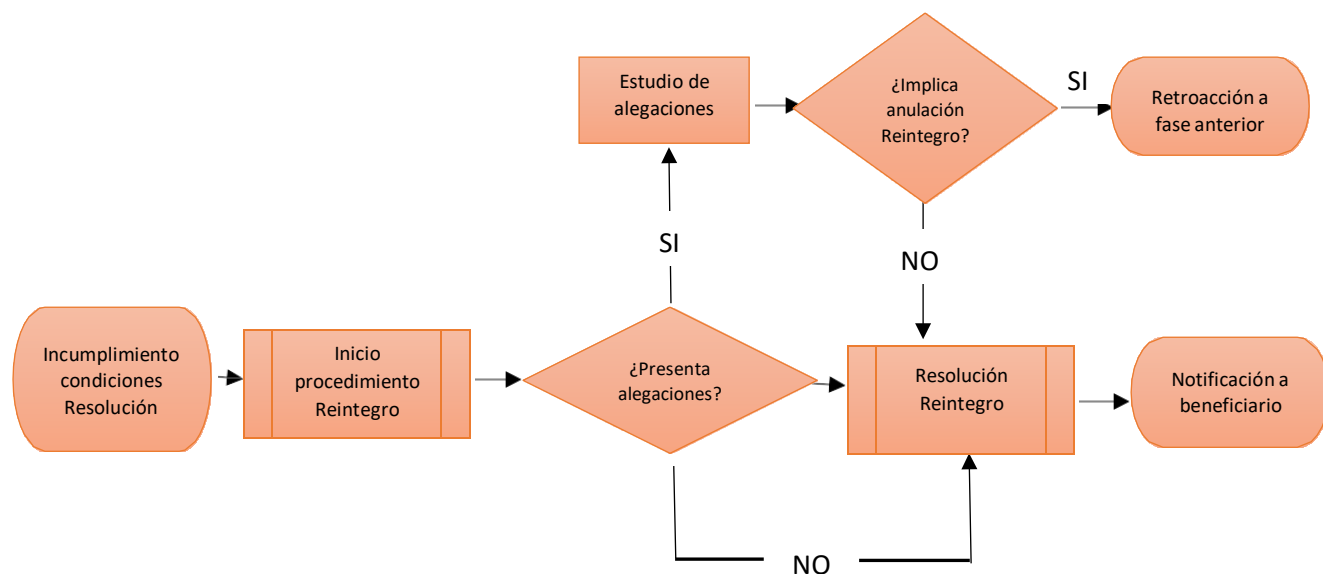 Estudio de
alegaciones
¿Implica
anulación
Reintegro?
SI
Retroacción a
fase anterior
SI
NO
Incumplimiento
condiciones
Resolución
Inicio
procedimiento
Reintegro
¿Presenta
alegaciones?
Resolución
Reintegro
Notificación a
beneficiario
NO